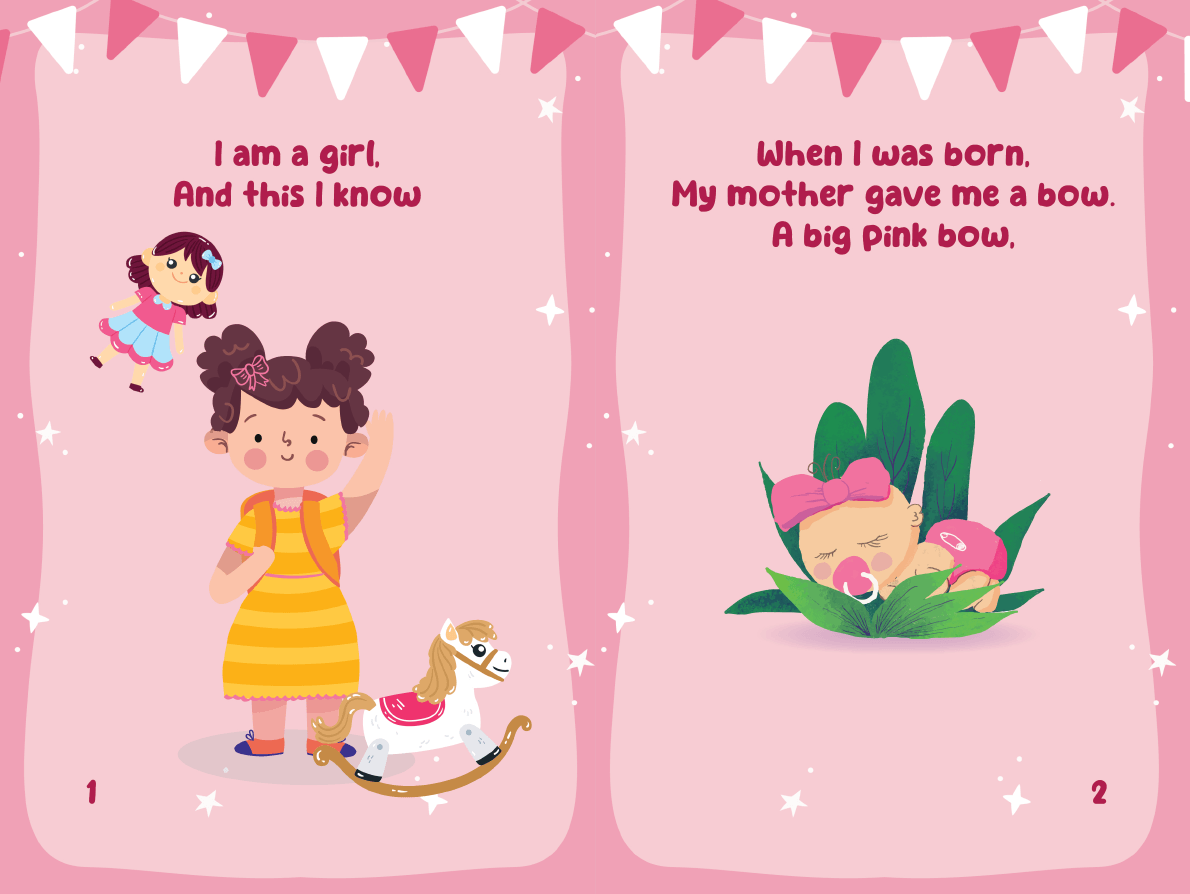 I am a girl,
And this I know
1
When I was born,
My mother gave me a bow.
A big pink bow,
2